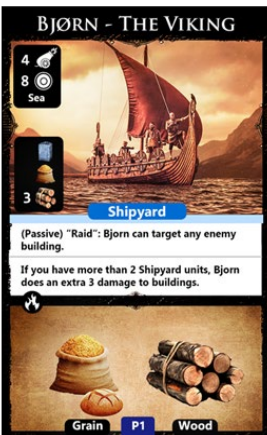 BJØRN - THE VIKING
4
8
Sea
3
Shipyard
(Passive) "Raid": Bjorn can target any enemy
building.
If you have more than 2 Shipyard units, Bjorn
does an extra 3 damage to buildings.
Grain P1 Wood